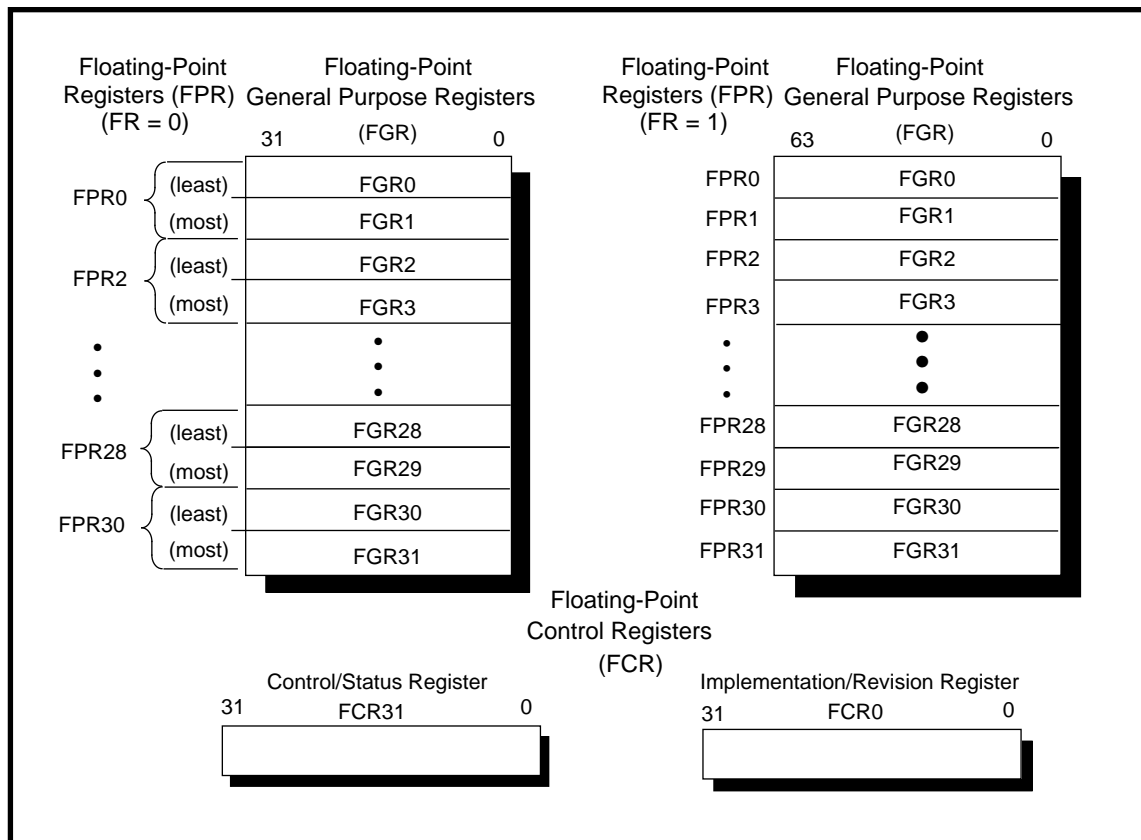 Floating-Point
Registers (FPR)
(FR = 0)
Floating-Point
General Purpose Registers
(FGR)
31 0
FPR0 (least) FGR0
(most) FGR1
FPR2 (least) FGR2
(most) FGR3
FPR28 (least) FGR28
(most) FGR29
FPR30 (least) FGR30
(most) FGR31
Floating-Point
Registers (FPR)
(FR = 1)
Floating-Point
General Purpose Registers
(FGR)
63 0
FPR0 FGR0
FPR1 FGR1
FPR2 FGR2
FPR3 FGR3
FPR28 FGR28
FPR29 FGR29
FPR30 FGR30
FPR31 FGR31
Floating-Point
Control Registers
(FCR)
Control/Status Register
31 FCR31 0
Implementation/Revision Register
31 FCR0 0